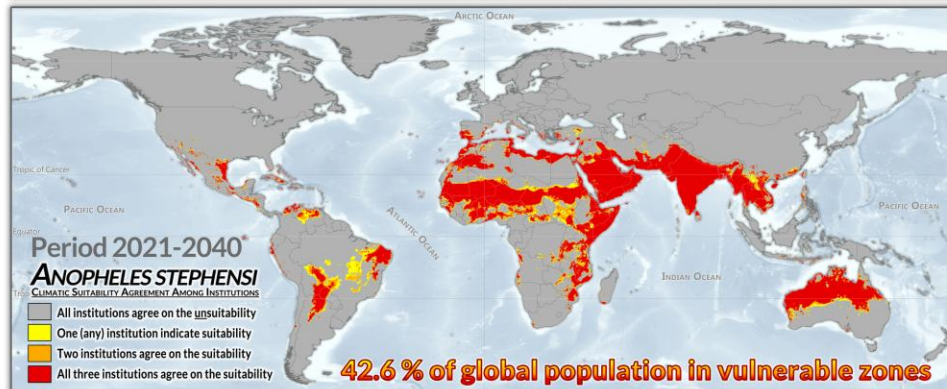 ARCTIC OCEAN
Tropic of Cancer
PACIFIC OCEAN
ATLANTIC OCEAN
PACIFIC OCEAN
Equator
INDIAN OCEAN
Period 2021-2040
ANOPHELES STEPHENSI
CLIMATIC SUITABILITY AGREEMENT AMONG INSTITUTIONS
All institutions agree on the unsuitability
One (any) institution indicate suitability
Two institutions agree on the suitability
All three institutions agree on the suitability
42.6 % of global population in vulnerable zones